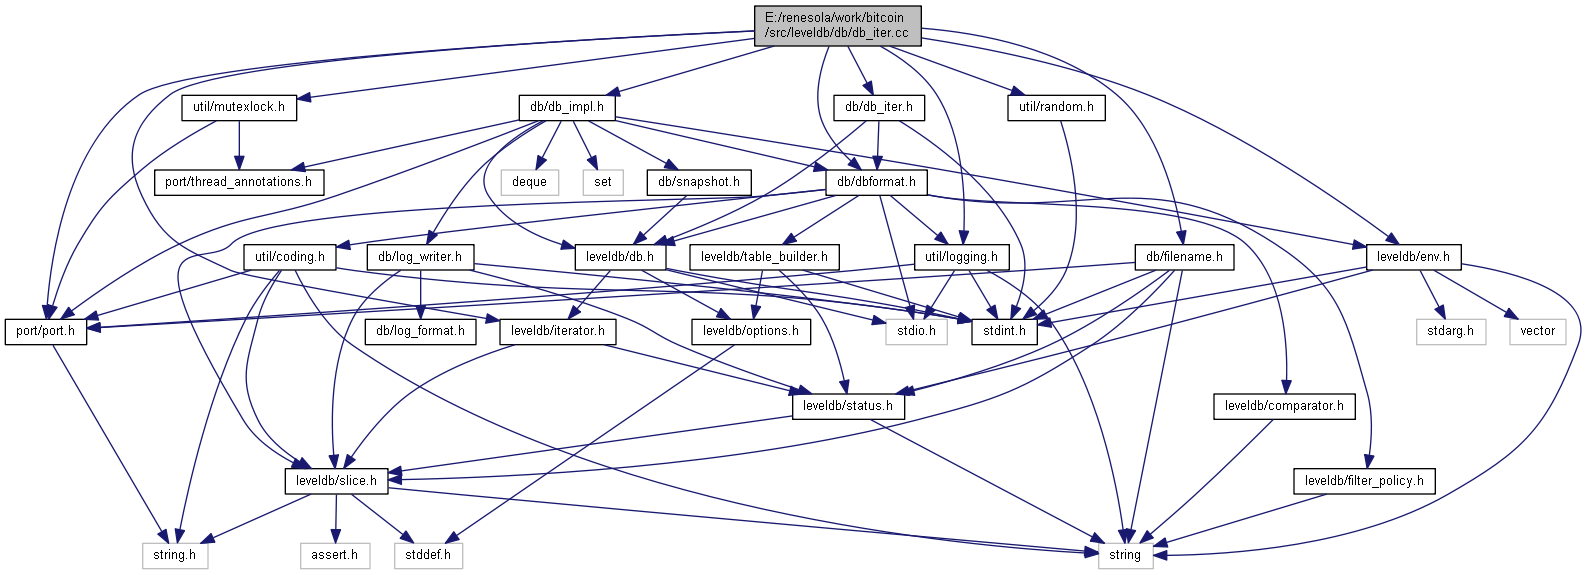 E:/renesola/work/bitcoin
/src/leveldb/db/db_iter.cc
util/mutexlock.h
db/db_impl.h
db/db_iter.h
util/random.h
port/thread_annotations.h
deque
set
db/snapshot.h
db/dbformat.h
util/coding.h
db/log_writer.h
leveldb/db.h
leveldb/table_builder.h
util/logging.h
db/filename.h
leveldb/env.h
port/port.h
db/log_format.h
leveldb/iterator.h
leveldb/options.h
stdio.h
stdint.h
stdarg.h
vector
leveldb/status.h
leveldb/comparator.h
leveldb/slice.h
leveldb/filter_policy.h
string.h
assert.h
stddef.h
string